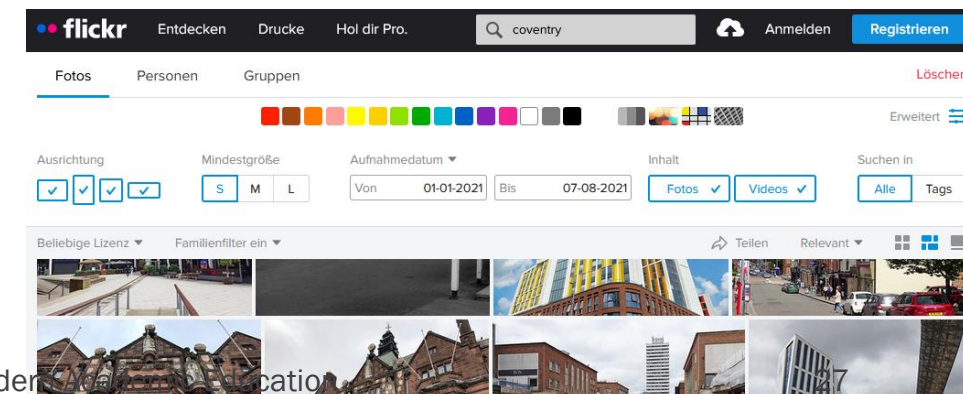 flickr Entdecken Drucke Hol dir Pro. coventry Anmelden Registrieren
Fotos Personen Gruppen Löschen
Erweitert
Ausrichtung Mindestgröße Aufnahmedatum Inhalt Suchen in
S M L Von 01-01-2021 Bis 07-08-2021 Fotos Videos Alle Tags
Beliebige Lizenz Familienfilter ein Teilen Relevant
27